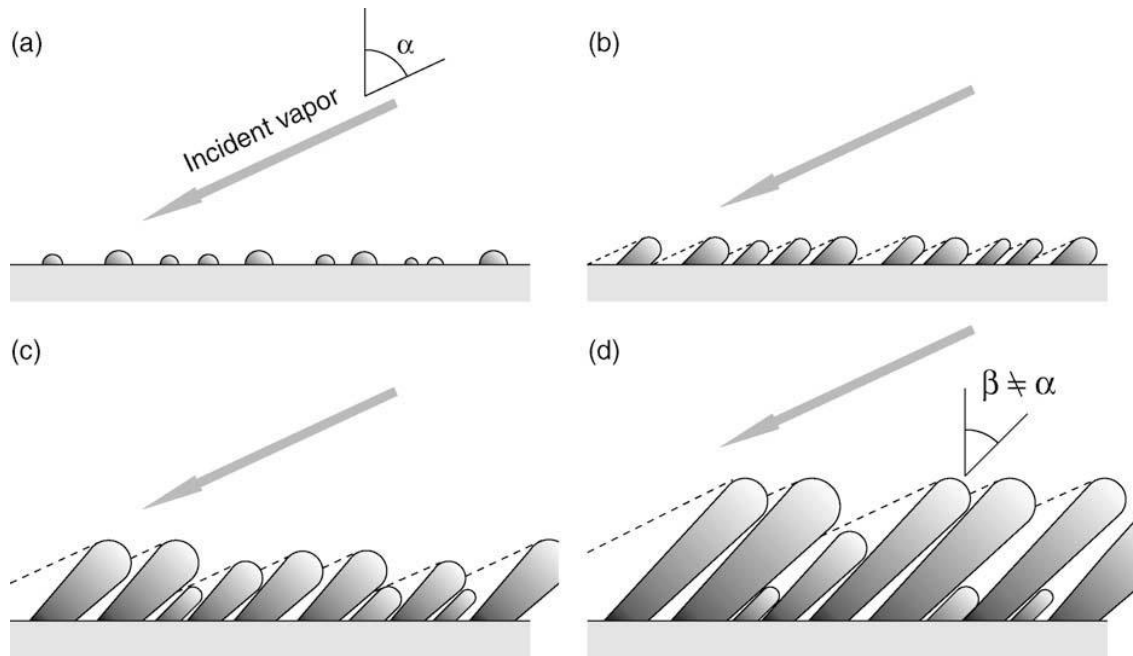 (a)
α
Incident vapor
(b)
(c)
(d)
β ≠ α